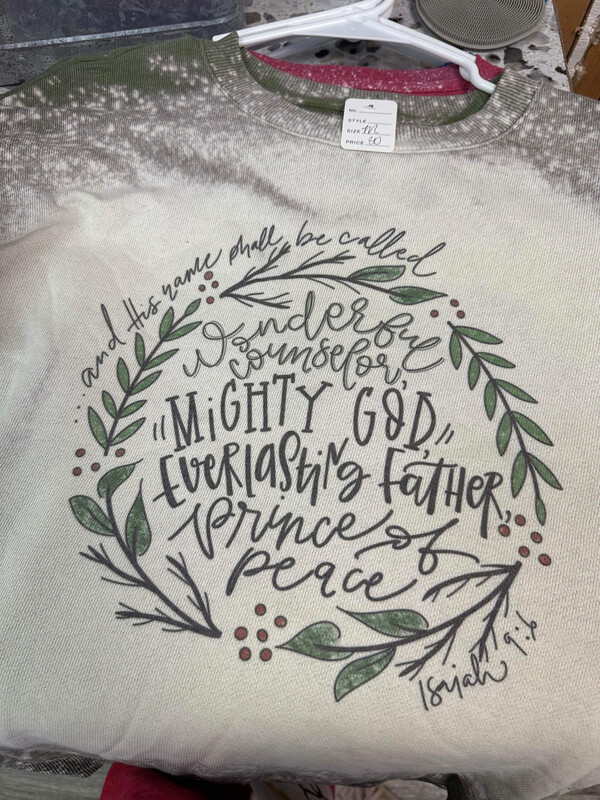 No.
STYLE
SIZE M
PRICE 30
...and His name shall be called
Wonderful
counselor,
"MiGHTY GOD,"
EverlasTing FaTHER,
prince of
peace
Isaiah 9:6